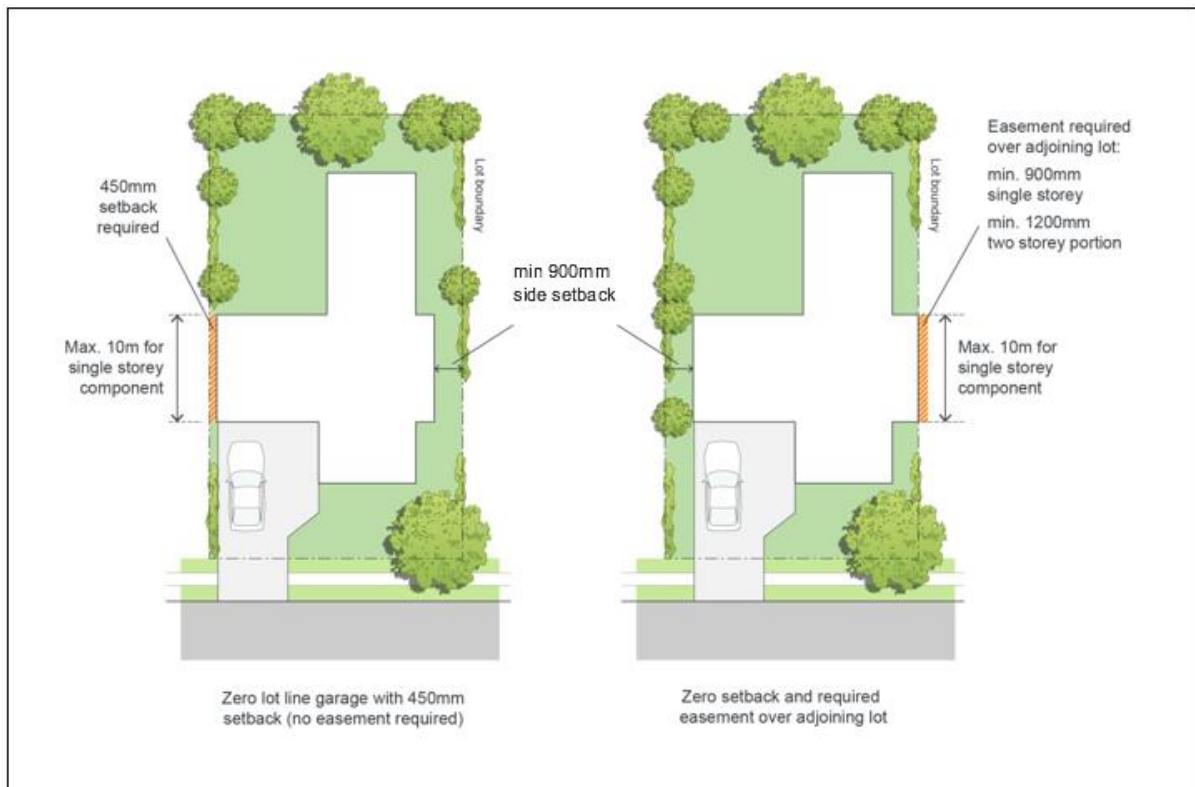 450mm
setback
required
Max. 10m for
single storey
component
Lot boundary
min 900mm
side setback
Lot boundary
Easement required
over adjoining lot:
min. 900mm
single storey
min. 1200mm
two storey portion
Max. 10m for
single storey
component
Zero lot line garage with 450mm
setback (no easement required)
Zero setback and required
easement over adjoining lot